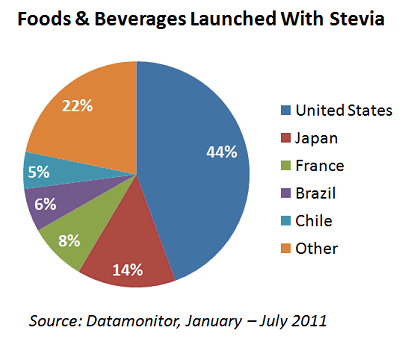 Foods & Beverages Launched With Stevia
22%
44%
5%
6%
8%
14%
United States
Japan
France
Brazil
Chile
Other
Source: Datamonitor, January – July 2011